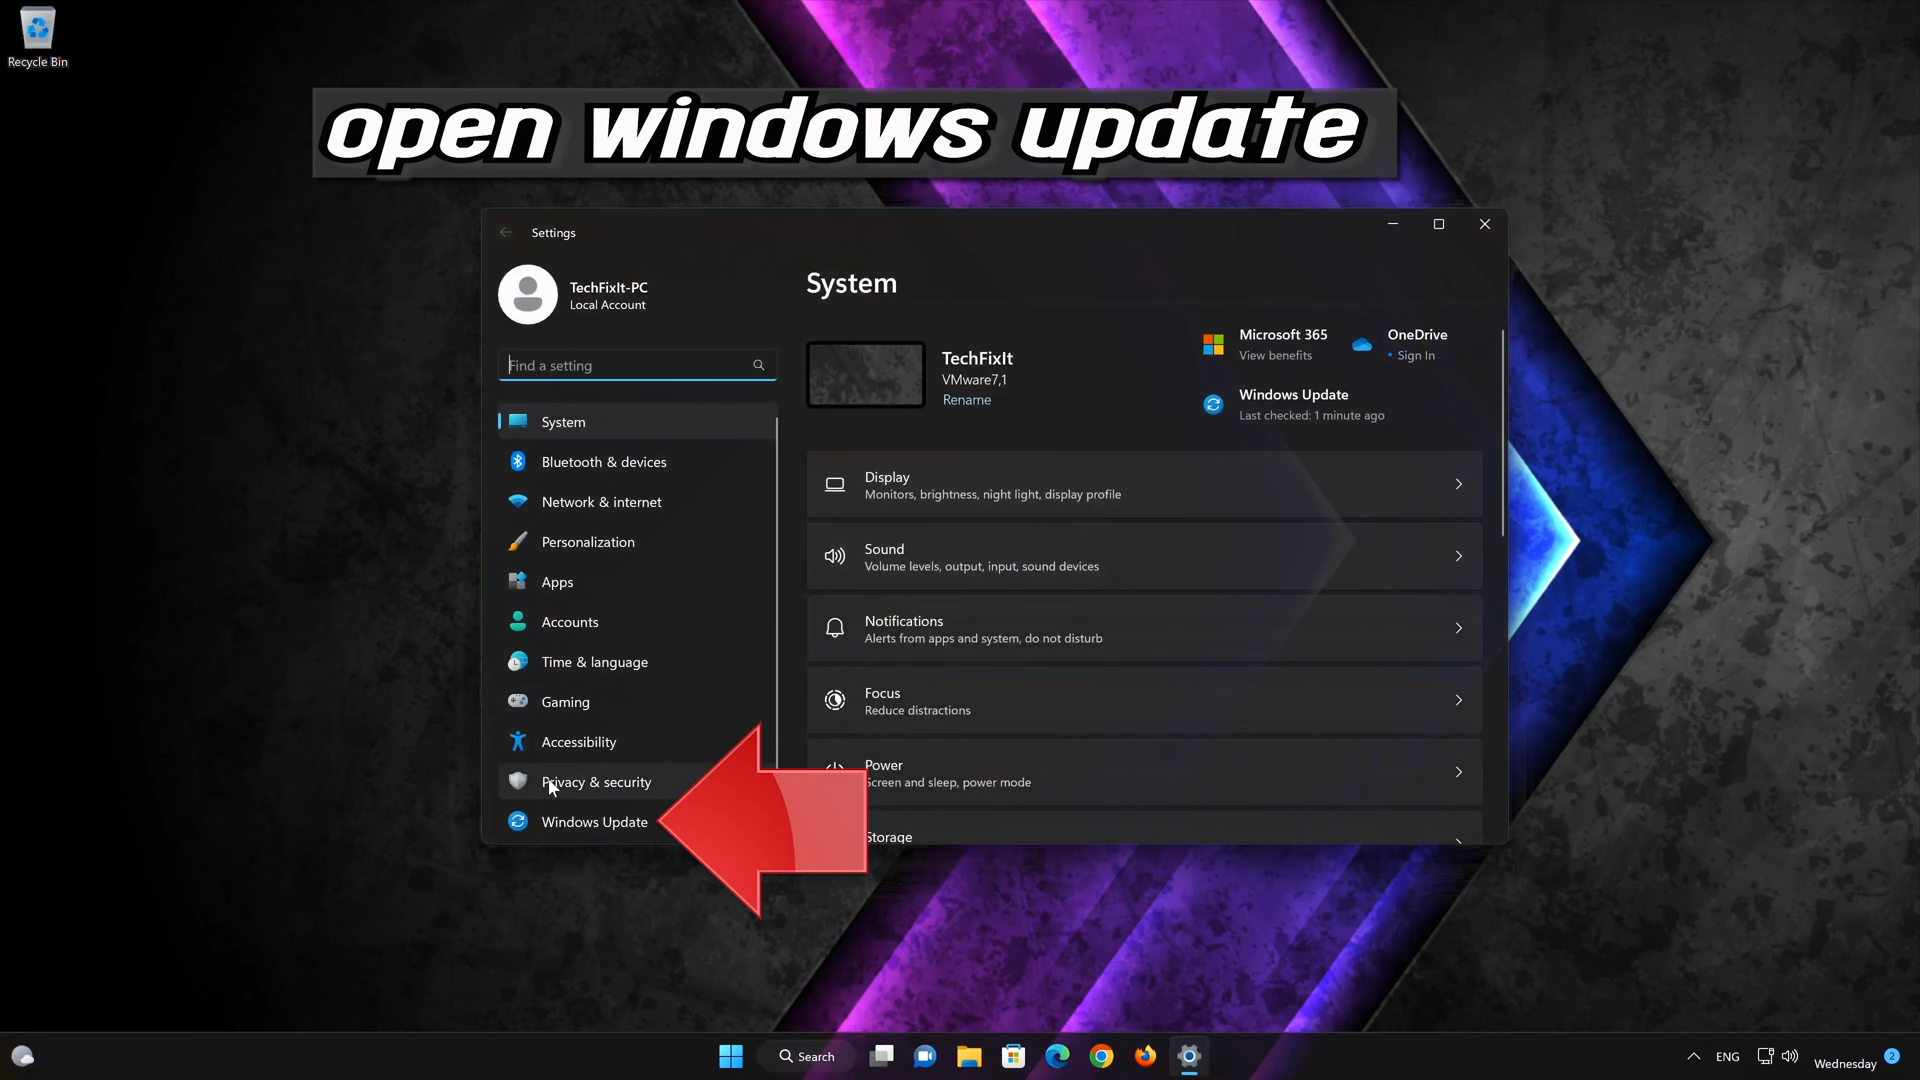 Recycle Bin
open windows update
Settings
TechFixIt-PC
Local Account
Find a setting
System
Bluetooth & devices
Network & internet
Personalization
Apps
Accounts
Time & language
Gaming
Accessibility
Privacy & security
Windows Update
System
TechFixIt
VMware7,1
Rename
Microsoft 365
View benefits
OneDrive
• Sign In
Windows Update
Last checked: 1 minute ago
Display
Monitors, brightness, night light, display profile
Sound
Volume levels, output, input, sound devices
Notifications
Alerts from apps and system, do not disturb
Focus
Reduce distractions
Power
Screen and sleep, power mode
Storage
Search
ENG
Wednesday
2